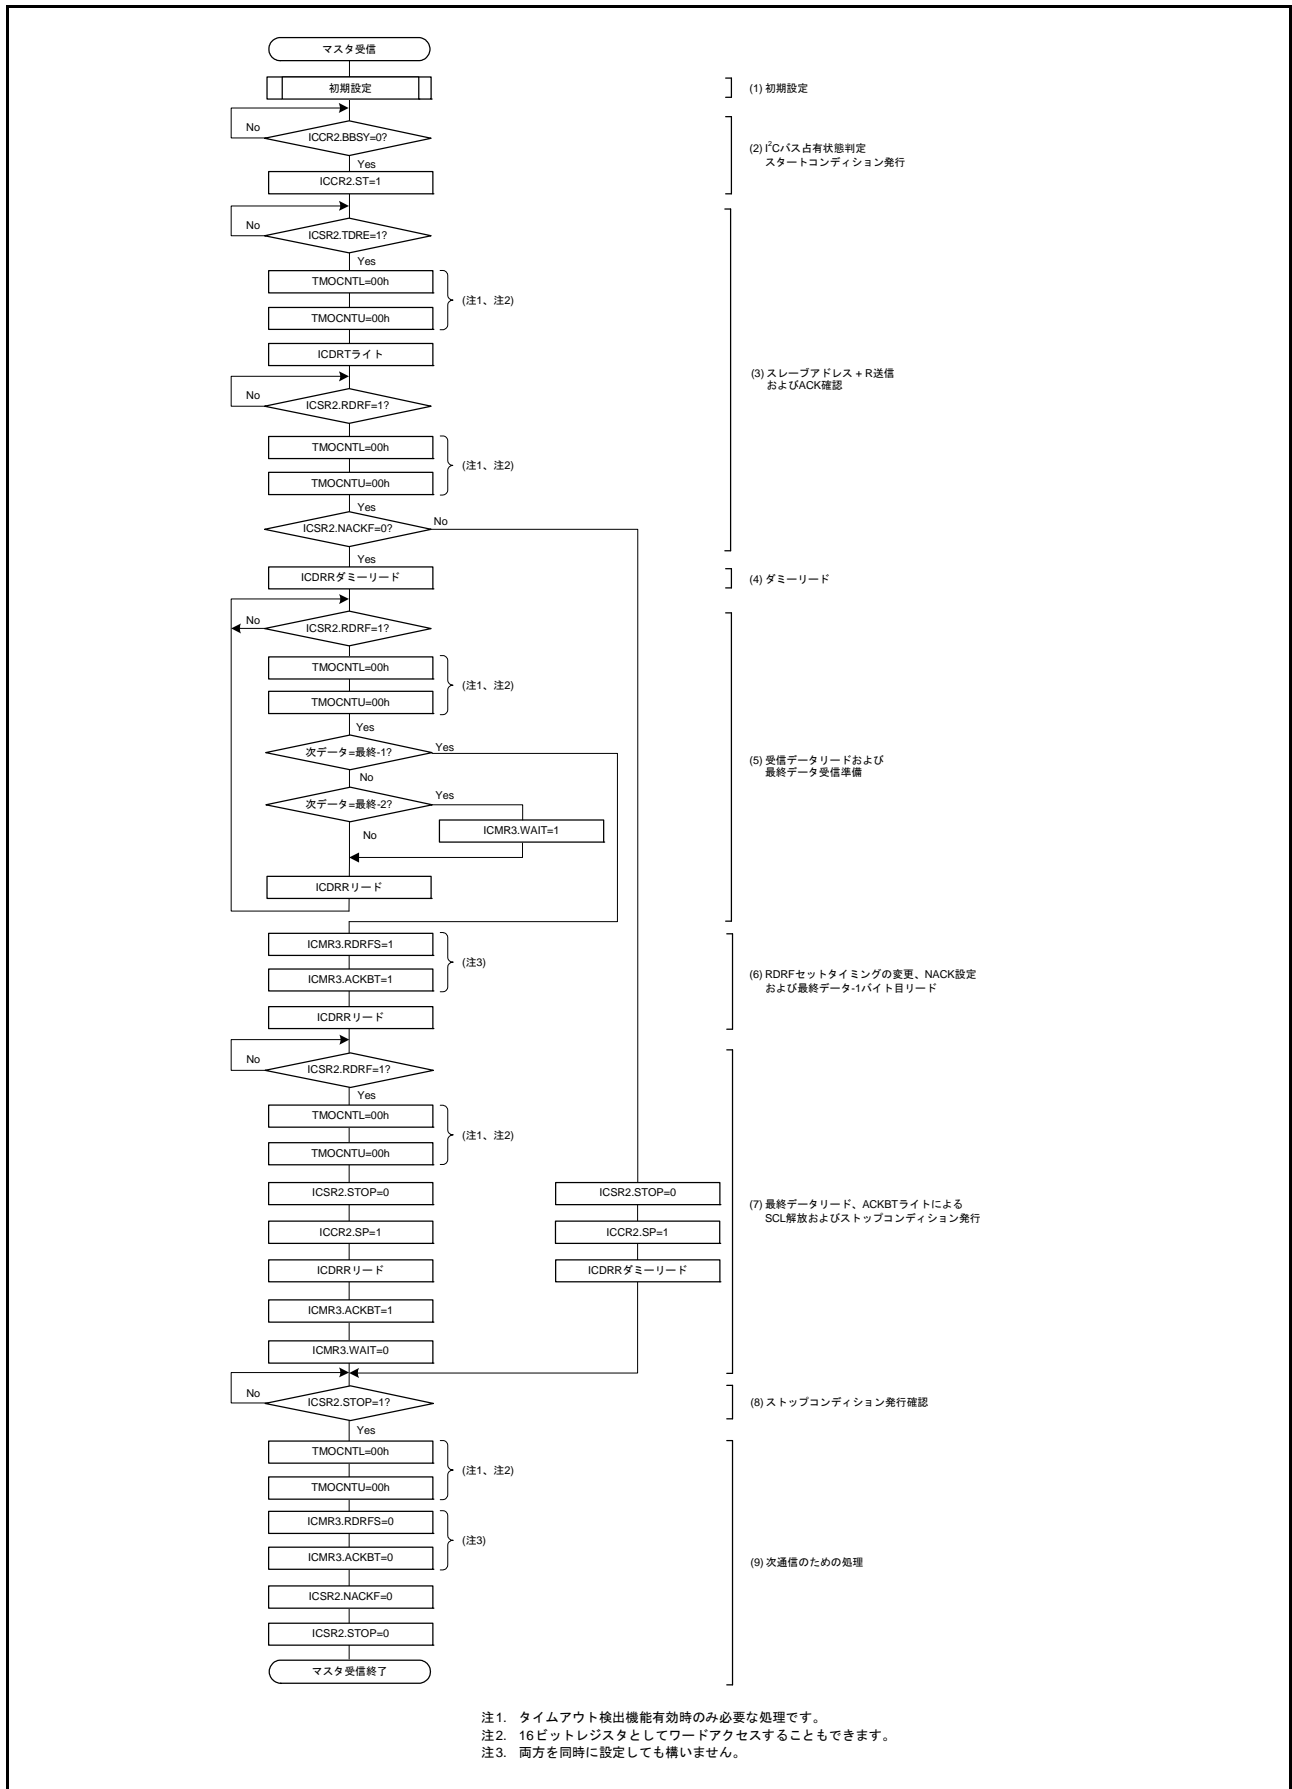 マスタ受信
初期設定
(1) 初期設定
No
ICCR2.BBSY=0?
Yes
ICCR2.ST=1
(2) I²Cバス占有状態判定
スタートコンディション発行
No
ICSR2.TDRE=1?
Yes
TMOCNTL=00h
TMOCNTU=00h
(注1、注2)
ICDRTライト
No
ICSR2.RDRF=1?
TMOCNTL=00h
TMOCNTU=00h
(注1、注2)
Yes
ICSR2.NACKF=0?
No
Yes
(3) スレーブアドレス + R送信
およびACK確認
ICDRRダミーリード
(4) ダミーリード
No
ICSR2.RDRF=1?
TMOCNTL=00h
TMOCNTU=00h
(注1、注2)
Yes
次データ=最終-1?
Yes
No
次データ=最終-2?
Yes
ICMR3.WAIT=1
No
ICDRRリード
(5) 受信データリードおよび
最終データ受信準備
ICMR3.RDRFS=1
ICMR3.ACKBT=1
(注3)
ICDRRリード
(6) RDRFセットタイミングの変更、NACK設定
および最終データ-1バイト目リード
No
ICSR2.RDRF=1?
Yes
TMOCNTL=00h
TMOCNTU=00h
(注1、注2)
ICSR2.STOP=0
ICCR2.SP=1
ICDRRリード
ICMR3.ACKBT=1
ICMR3.WAIT=0
ICSR2.STOP=0
ICCR2.SP=1
ICDRRダミーリード
(7) 最終データリード、ACKBTライトによる
SCL解放およびストップコンディション発行
No
ICSR2.STOP=1?
Yes
(8) ストップコンディション発行確認
TMOCNTL=00h
TMOCNTU=00h
(注1、注2)
ICMR3.RDRFS=0
ICMR3.ACKBT=0
(注3)
ICSR2.NACKF=0
ICSR2.STOP=0
マスタ受信終了
(9) 次通信のための処理
注1. タイムアウト検出機能有効時のみ必要な処理です。
注2. 16ビットレジスタとしてワードアクセスすることもできます。
注3. 両方を同時に設定しても構いません。